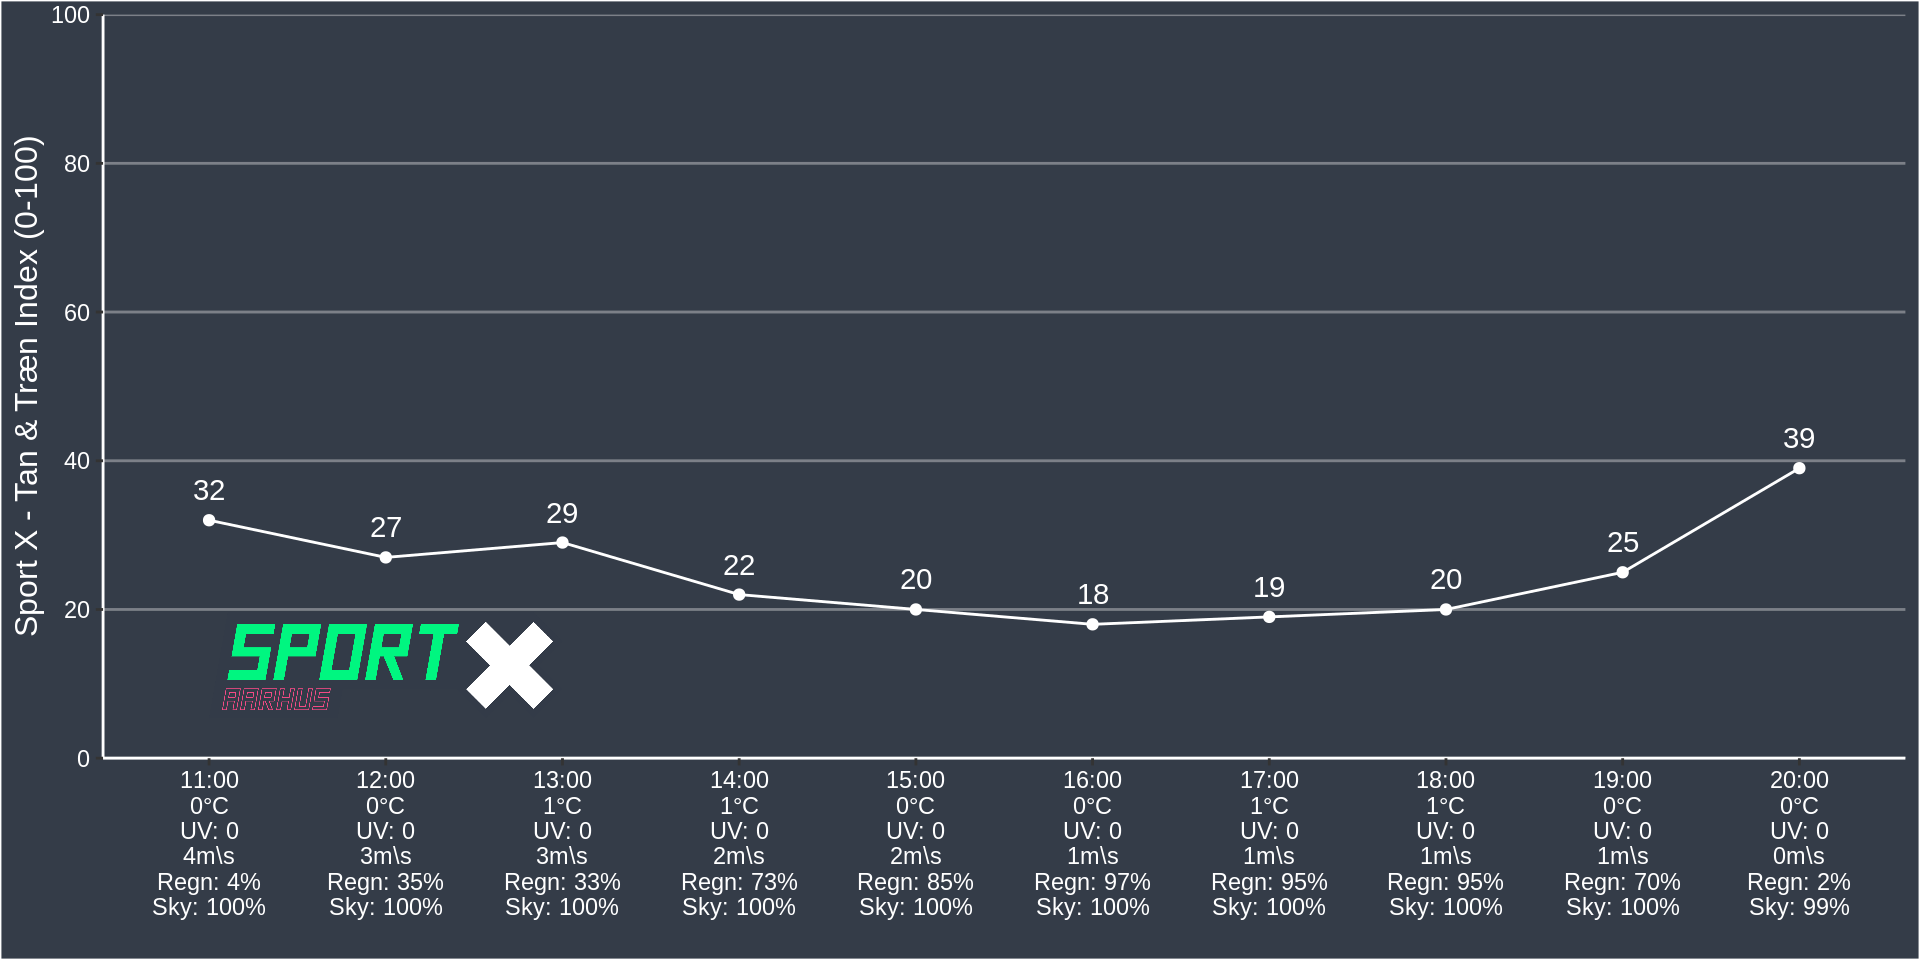 Sport X - Tan & Træn Index (0-100)
100
80
60
40
20
0
32
27
29
22
20
18
19
20
25
39
SPORT X
AARHUS
11:00 12:00 13:00 14:00 15:00 16:00 17:00 18:00 19:00 20:00
0°C 0°C 1°C 1°C 0°C 0°C 1°C 1°C 0°C 0°C
UV: 0 UV: 0 UV: 0 UV: 0 UV: 0 UV: 0 UV: 0 UV: 0 UV: 0 UV: 0
4m\s 3m\s 3m\s 2m\s 2m\s 1m\s 1m\s 1m\s 1m\s 0m\s
Regn: 4% Regn: 35% Regn: 33% Regn: 73% Regn: 85% Regn: 97% Regn: 95% Regn: 95% Regn: 70% Regn: 2%
Sky: 100% Sky: 100% Sky: 100% Sky: 100% Sky: 100% Sky: 100% Sky: 100% Sky: 100% Sky: 100% Sky: 99%